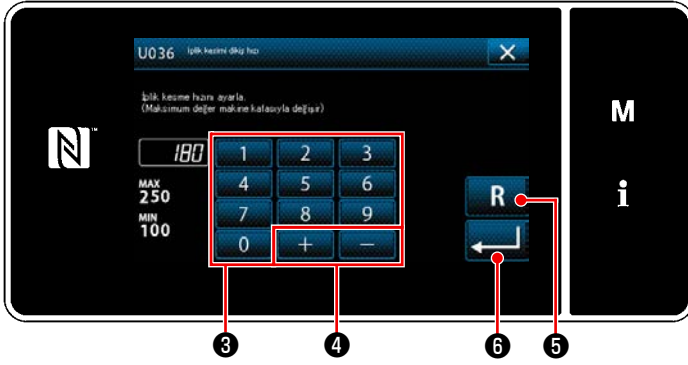 U036 İplik kesimi dikiş hızı
İplik kesme hızını ayarla.
(Maksimum değer makine katasıyla değişir)
180
MAX
250
MIN
100
1 2 3
4 5 6
7 8 9
0 + −
R
N
M
i
❸ ❹ ❻ ❺